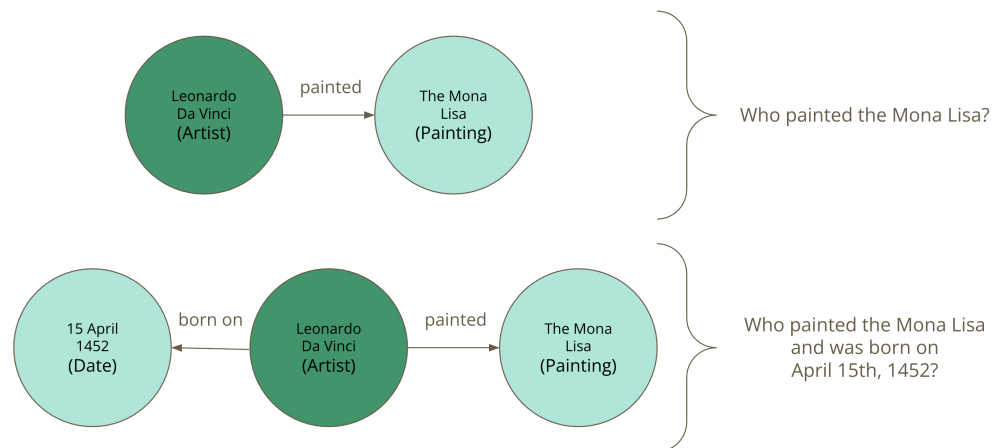 Leonardo
Da Vinci
(Artist)
painted
The Mona
Lisa
(Painting)
Who painted the Mona Lisa?
15 April
1452
(Date)
born on
Leonardo
Da Vinci
(Artist)
painted
The Mona
Lisa
(Painting)
Who painted the Mona Lisa
and was born on
April 15th, 1452?